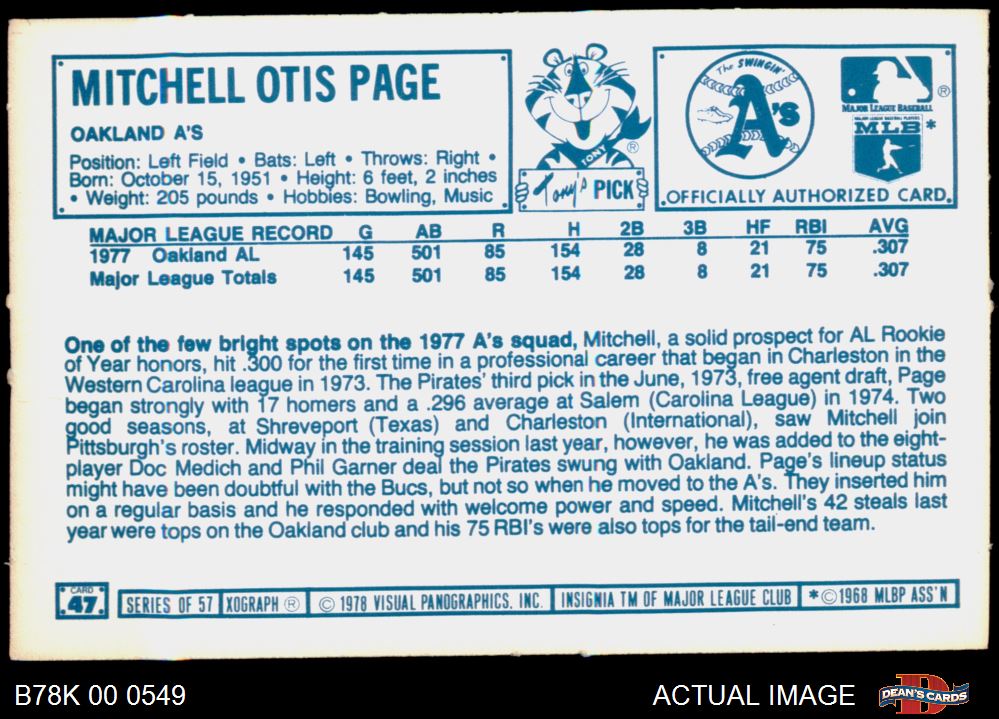 MITCHELL OTIS PAGE
OAKLAND A'S
Position: Left Field • Bats: Left • Throws: Right •
Born: October 15, 1951 • Height: 6 feet, 2 inches
• Weight: 205 pounds • Hobbies: Bowling, Music
TONY ®
Tony's PICK
The SWINGIN'
A's
MAJOR LEAGUE BASEBALL ®
MAJOR LEAGUE BASEBALL PLAYERS
MLB *
OFFICIALLY AUTHORIZED CARD
MAJOR LEAGUE RECORD G AB R H 2B 3B HF RBI AVG
1977 Oakland AL 145 501 85 154 28 8 21 75 .307
Major League Totals 145 501 85 154 28 8 21 75 .307
One of the few bright spots on the 1977 A's squad, Mitchell, a solid prospect for AL Rookie
of Year honors, hit .300 for the first time in a professional career that began in Charleston in the
Western Carolina league in 1973. The Pirates' third pick in the June, 1973, free agent draft, Page
began strongly with 17 homers and a .296 average at Salem (Carolina League) in 1974. Two
good seasons, at Shreveport (Texas) and Charleston (International), saw Mitchell join
Pittsburgh's roster. Midway in the training session last year, however, he was added to the eight-
player Doc Medich and Phil Garner deal the Pirates swung with Oakland. Page's lineup status
might have been doubtful with the Bucs, but not so when he moved to the A's. They inserted him
on a regular basis and he responded with welcome power and speed. Mitchell's 42 steals last
year were tops on the Oakland club and his 75 RBI's were also tops for the tail-end team.
CARD
47
SERIES OF 57 XOGRAPH ® © 1978 VISUAL PANOGRAPHICS, INC. INSIGNIA TM OF MAJOR LEAGUE CLUB *©1968 MLBP ASS'N
B78K 00 0549 ACTUAL IMAGE DEAN'S CARDS